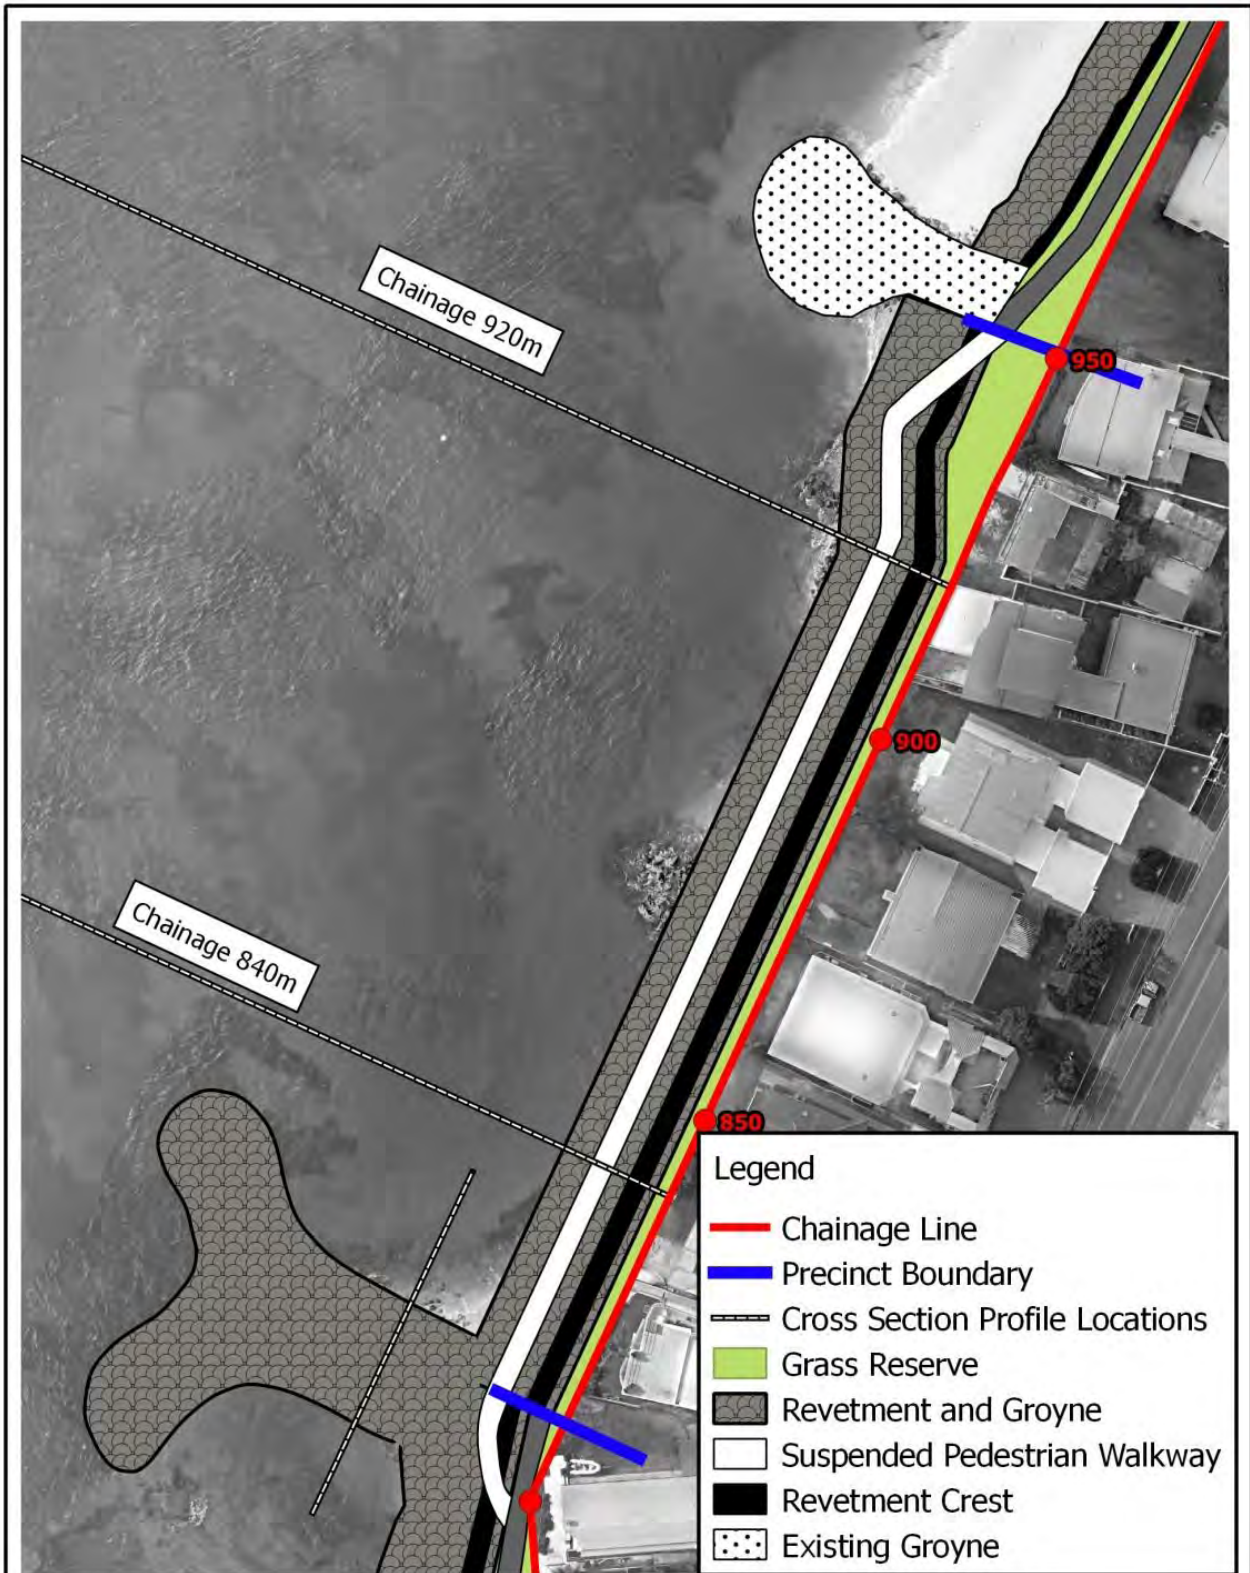 Chainage 920m
950
900
Chainage 840m
850
Legend
Chainage Line
Precinct Boundary
Cross Section Profile Locations
Grass Reserve
Revetment and Groyne
Suspended Pedestrian Walkway
Revetment Crest
Existing Groyne